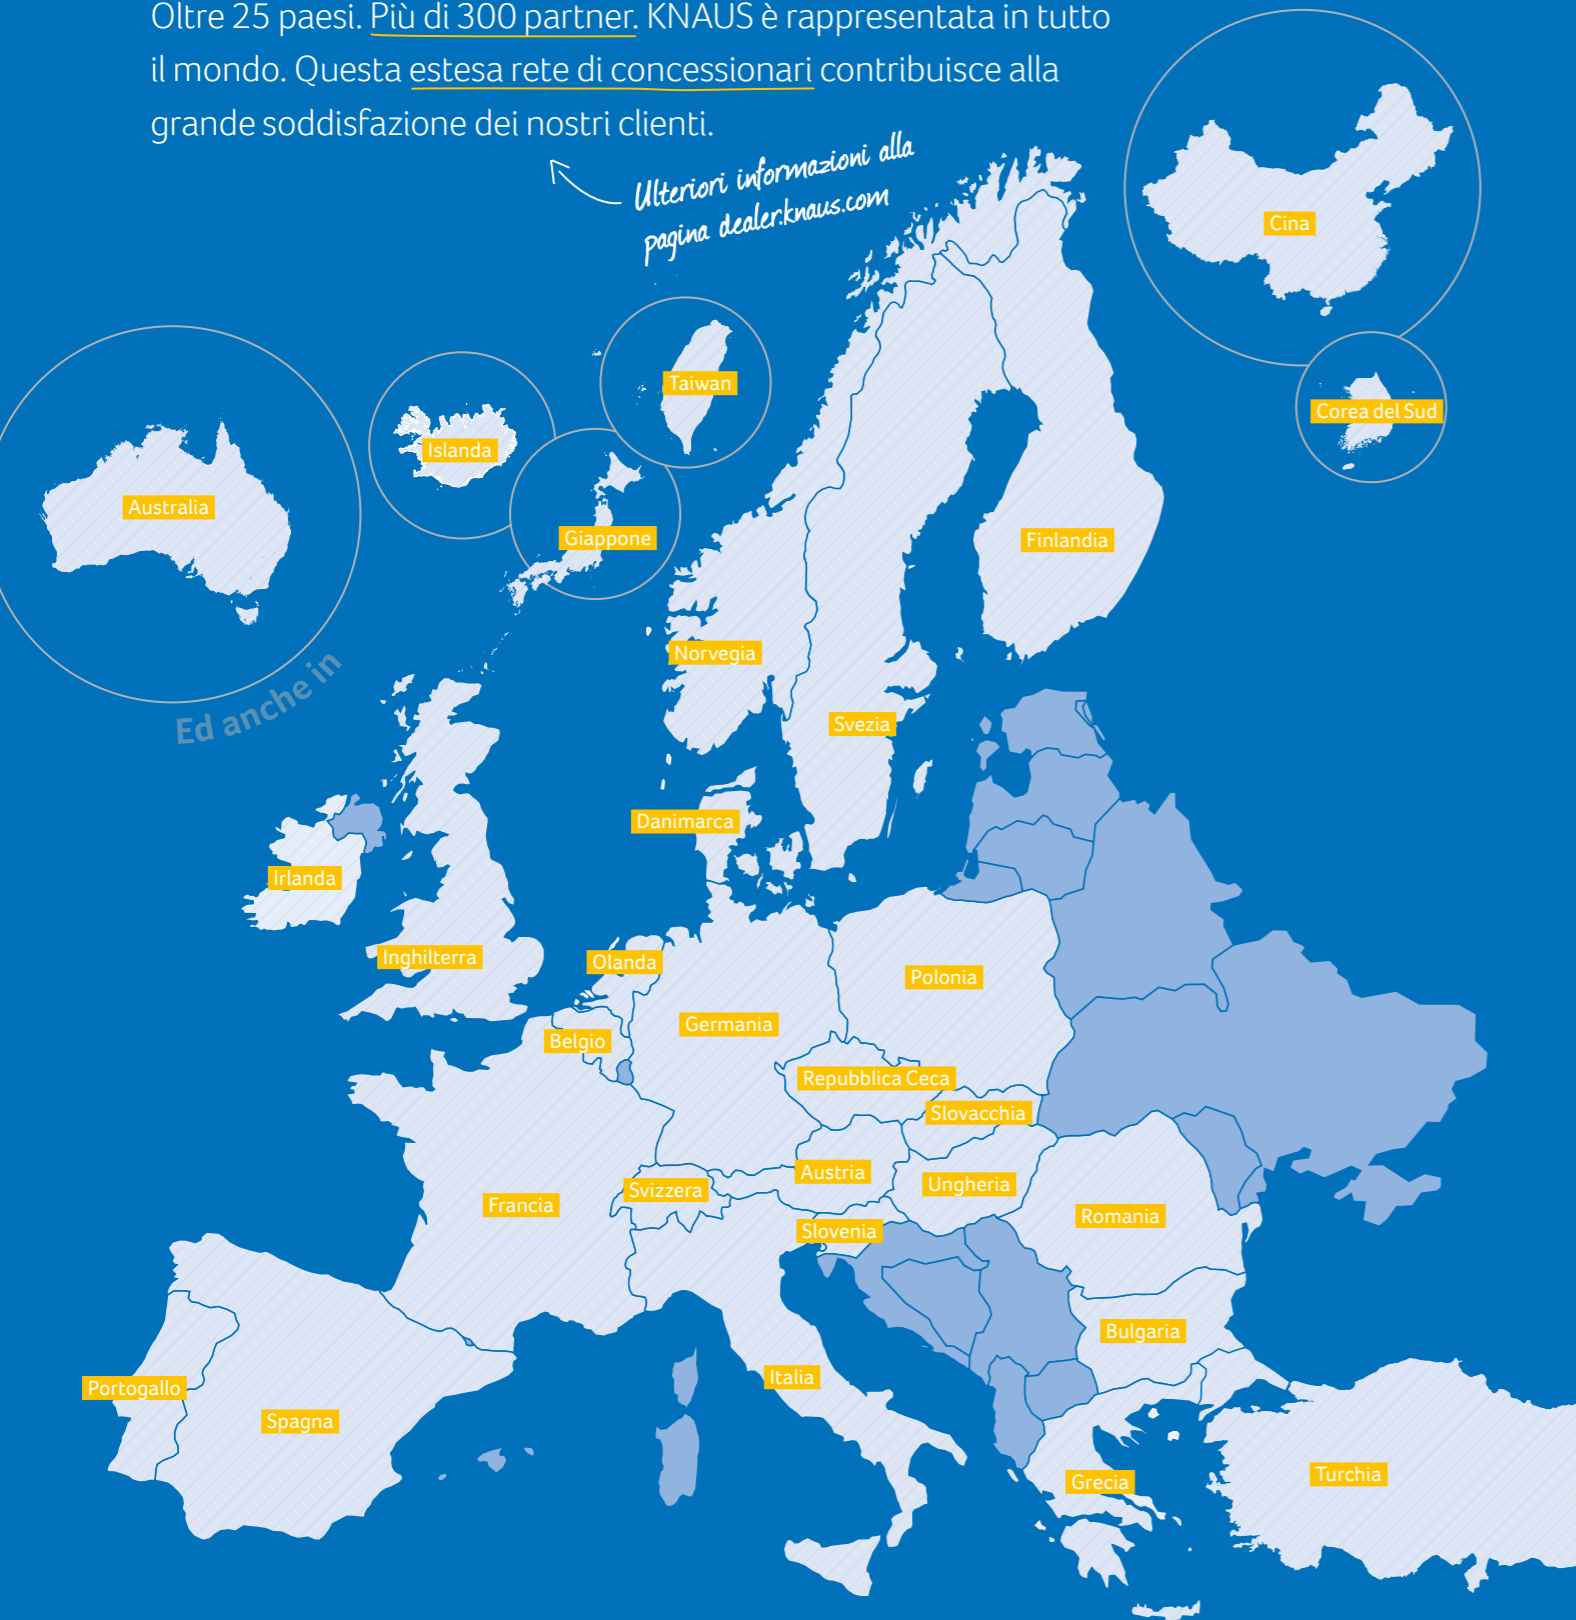 Oltre 25 paesi. Più di 300 partner. KNAUS è rappresentata in tutto
il mondo. Questa estesa rete di concessionari contribuisce alla
grande soddisfazione dei nostri clienti.
Ulteriori informazioni alla
pagina dealer.knaus.com
Cina
Taiwan
Corea del Sud
Islanda
Australia
Giappone
Finlandia
Norvegia
Ed anche in
Svezia
Danimarca
Irlanda
Inghilterra
Olanda
Polonia
Germania
Belgio
Repubblica Ceca
Slovacchia
Austria
Ungheria
Svizzera
Francia
Romania
Slovenia
Bulgaria
Italia
Portogallo
Spagna
Turchia
Grecia